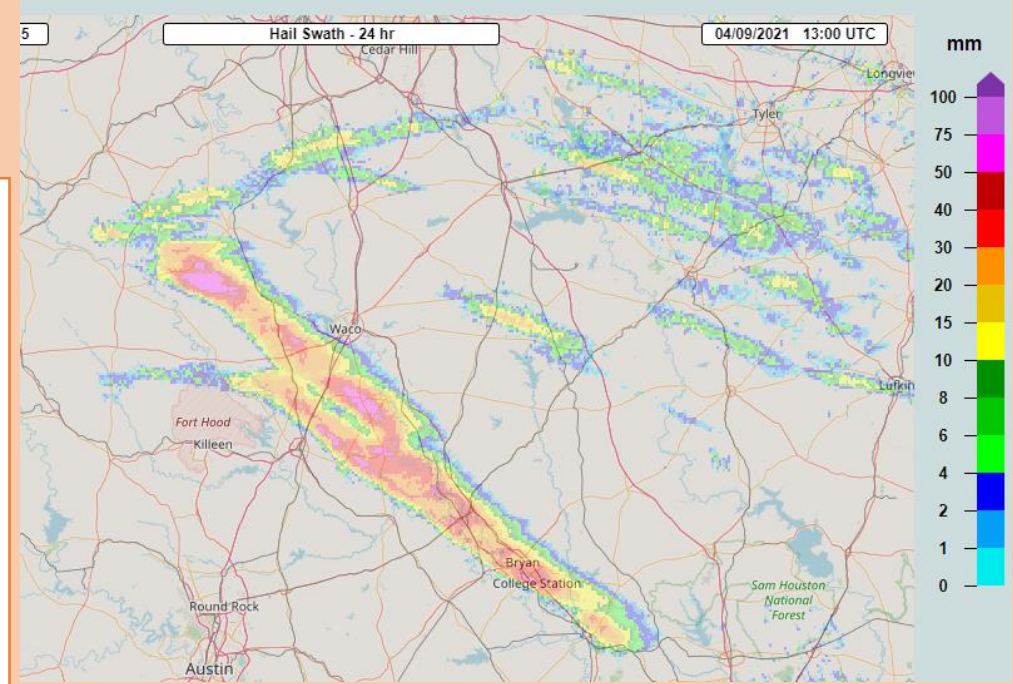 5
Hail Swath - 24 hr
04/09/2021 13:00 UTC
mm
Cedar Hill
Longview
Tyler
100
75
50
40
30
20
15
10
8
6
4
2
1
0
Waco
Lufkin
Fort Hood
Killeen
Bryan
College Station
Sam Houston
National
Forest
Round Rock
Austin